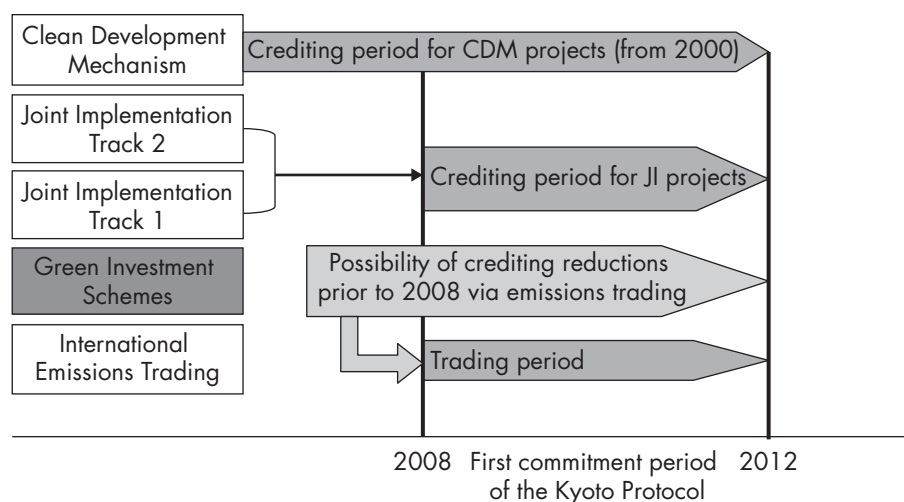 Clean Development
Mechanism
Crediting period for CDM projects (from 2000)
Joint Implementation
Track 2
Joint Implementation
Track 1
Crediting period for JI projects
Green Investment
Schemes
Possibility of crediting reductions
prior to 2008 via emissions trading
International
Emissions Trading
Trading period
2008 First commitment period 2012
of the Kyoto Protocol